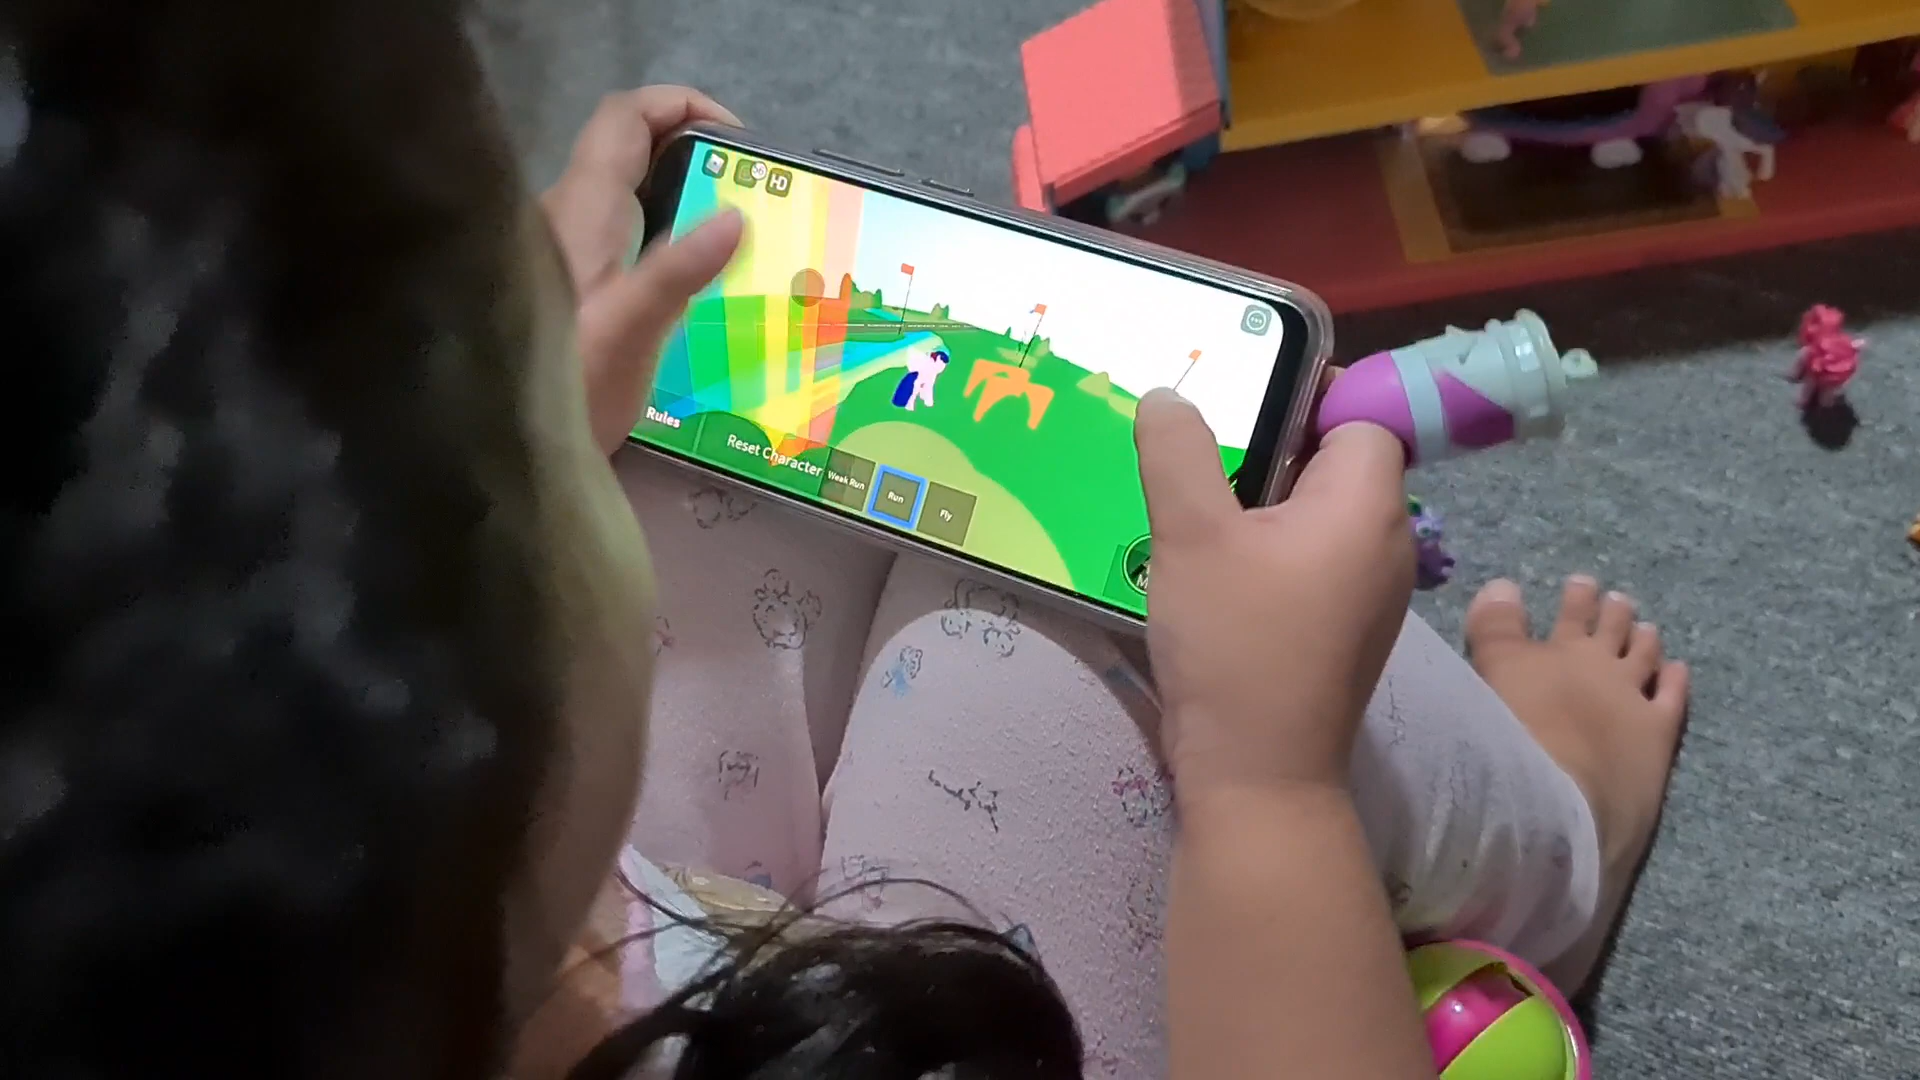 HD
Rules
Reset Character
Weak Run
Run
Fly